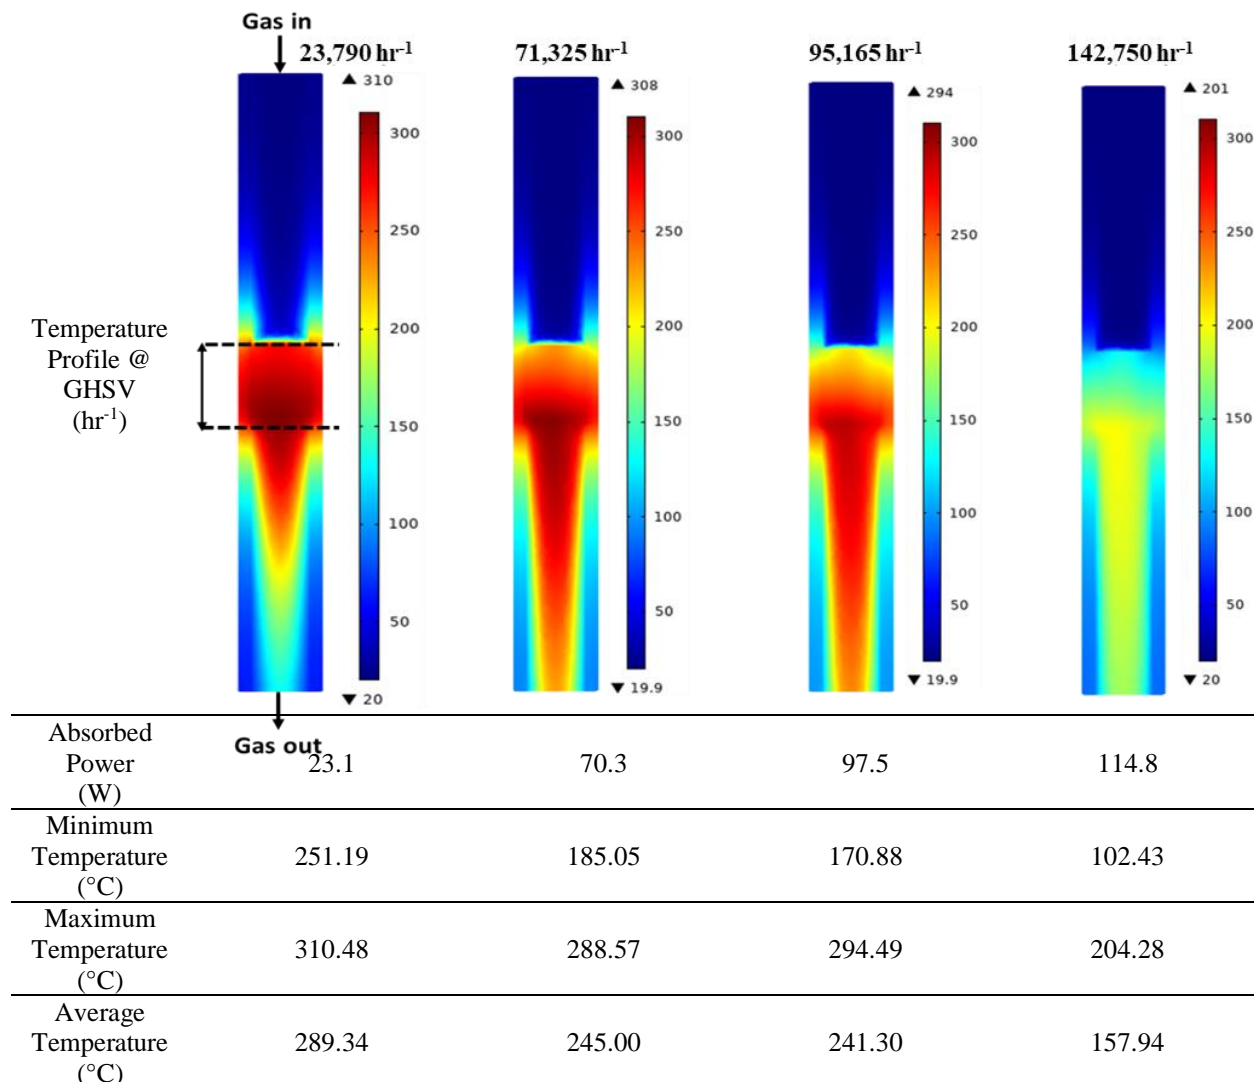 Gas in
23,790 hr-1
71,325 hr-1
95,165 hr-1
142,750 hr-1
▲ 310
300
250
200
150
100
50
▼ 20
▲ 308
300
250
200
150
100
50
▼ 19.9
▲ 294
300
250
200
150
100
50
▼ 19.9
▲ 201
300
250
200
150
100
50
▼ 20
Temperature
Profile @
GHSV
(hr-1)
Gas out
Absorbed
Power
(W)
23.1 70.3 97.5 114.8
Minimum
Temperature
(°C)
251.19 185.05 170.88 102.43
Maximum
Temperature
(°C)
310.48 288.57 294.49 204.28
Average
Temperature
(°C)
289.34 245.00 241.30 157.94